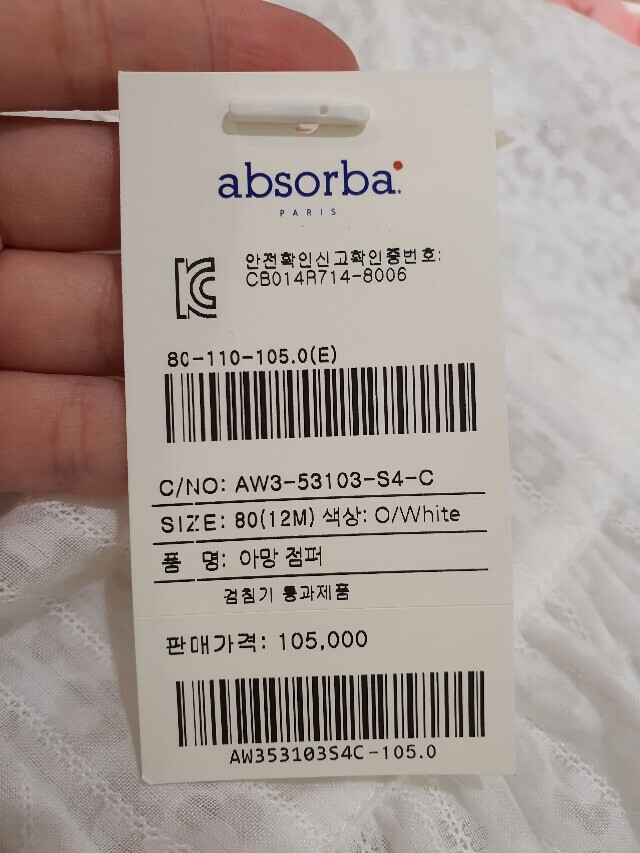 absorba
PARIS
안전확인신고확인증번호:
CB014R714-8006
80-110-105.0(E)
C/NO: AW3-53103-S4-C
SIZE: 80(12M) 색상: O/White
품 명: 아망 점퍼
검침기 통과제품
판매가격: 105,000
AW353103S4C-105.0